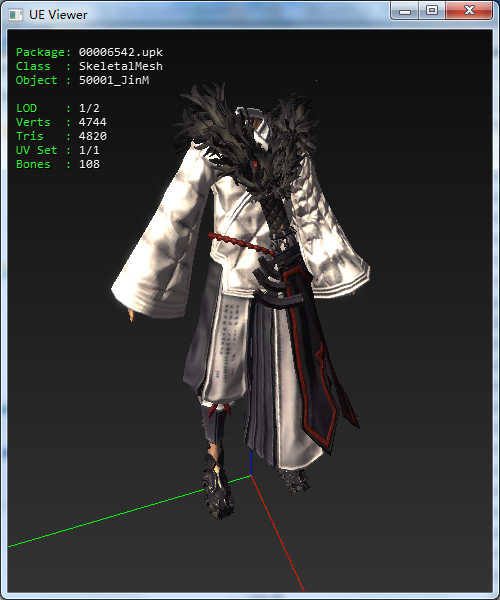 UE Viewer
Package: 00006542.upk
Class : SkeletalMesh
Object : 50001_JinM
LOD : 1/2
Verts : 4744
Tris : 4820
UV Set : 1/1
Bones : 108